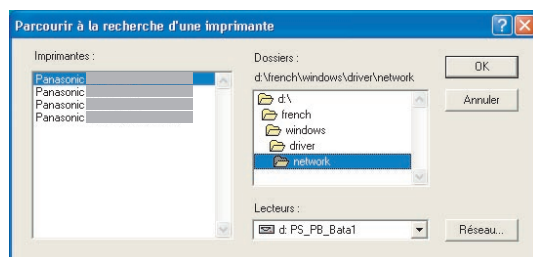 Parcourir à la recherche d'une imprimante
Imprimantes :
Panasonic
Panasonic
Panasonic
Panasonic
Dossiers :
d:\french\windows\driver\network
d:\
french
windows
driver
network
Lecteurs :
d: PS_PB_Bata1
OK
Annuler
Réseau...